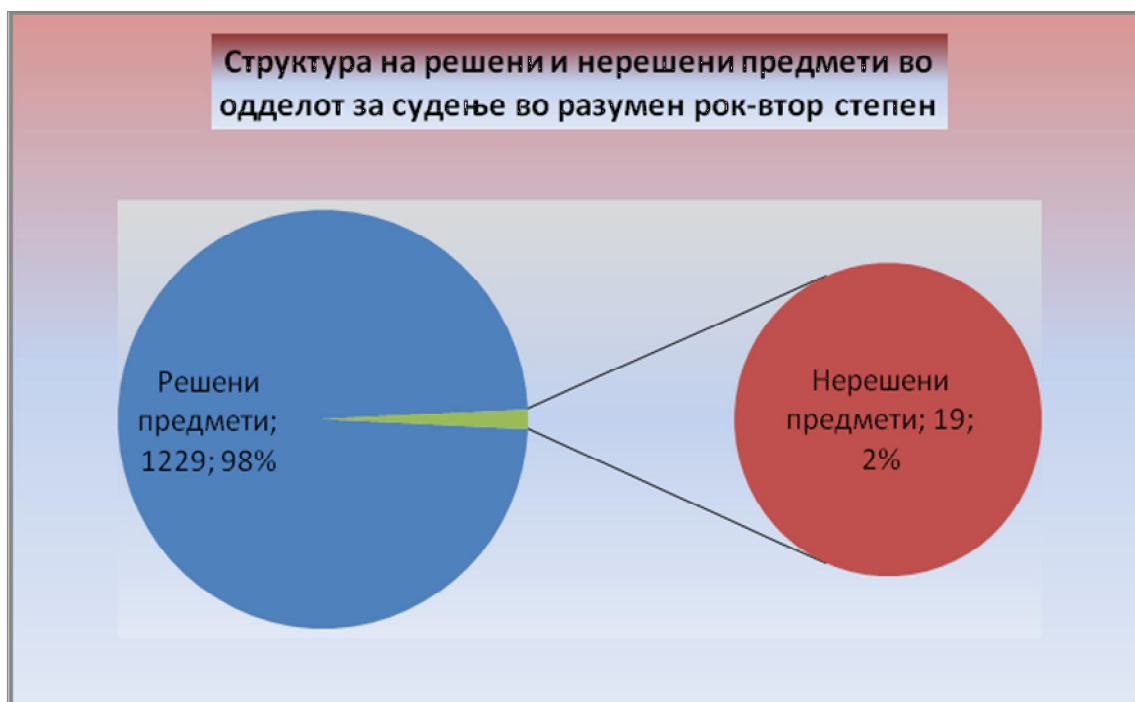 Структура на решени и нерешени предмети во
одделот за судење во разумен рок-втор степен
Решени
предмети;
1229; 98%
Нерешени
предмети; 19;
2%